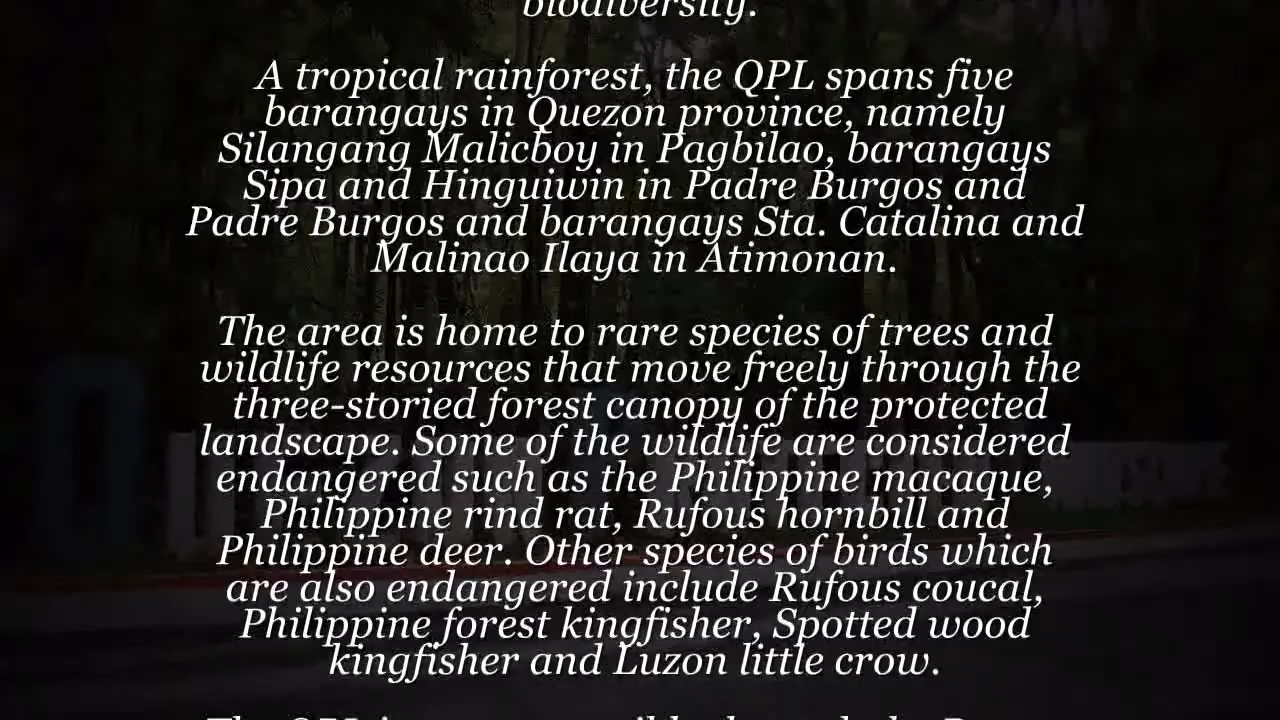 biodiversity.
A tropical rainforest, the QPL spans five
barangays in Quezon province, namely
Silangang Malicboy in Pagbilao, barangays
Sipa and Hinguiwin in Padre Burgos and
Padre Burgos and barangays Sta. Catalina and
Malinao Ilaya in Atimonan.
The area is home to rare species of trees and
wildlife resources that move freely through the
three-storied forest canopy of the protected
landscape. Some of the wildlife are considered
endangered such as the Philippine macaque,
Philippine rind rat, Rufous hornbill and
Philippine deer. Other species of birds which
are also endangered include Rufous coucal,
Philippine forest kingfisher, Spotted wood
kingfisher and Luzon little crow.